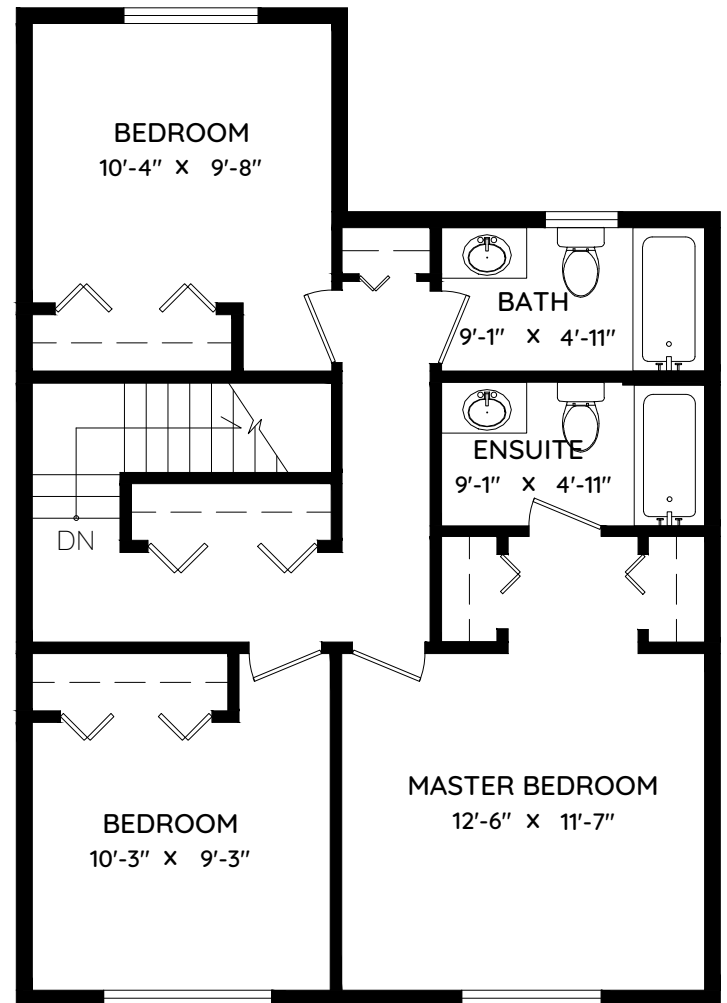 BEDROOM
10'-4" X 9'-8"
BATH
9'-1" X 4'-11"
ENSUITE
9'-1" X 4'-11"
DN
MASTER BEDROOM
12'-6" X 11'-7"
BEDROOM
10'-3" X 9'-3"